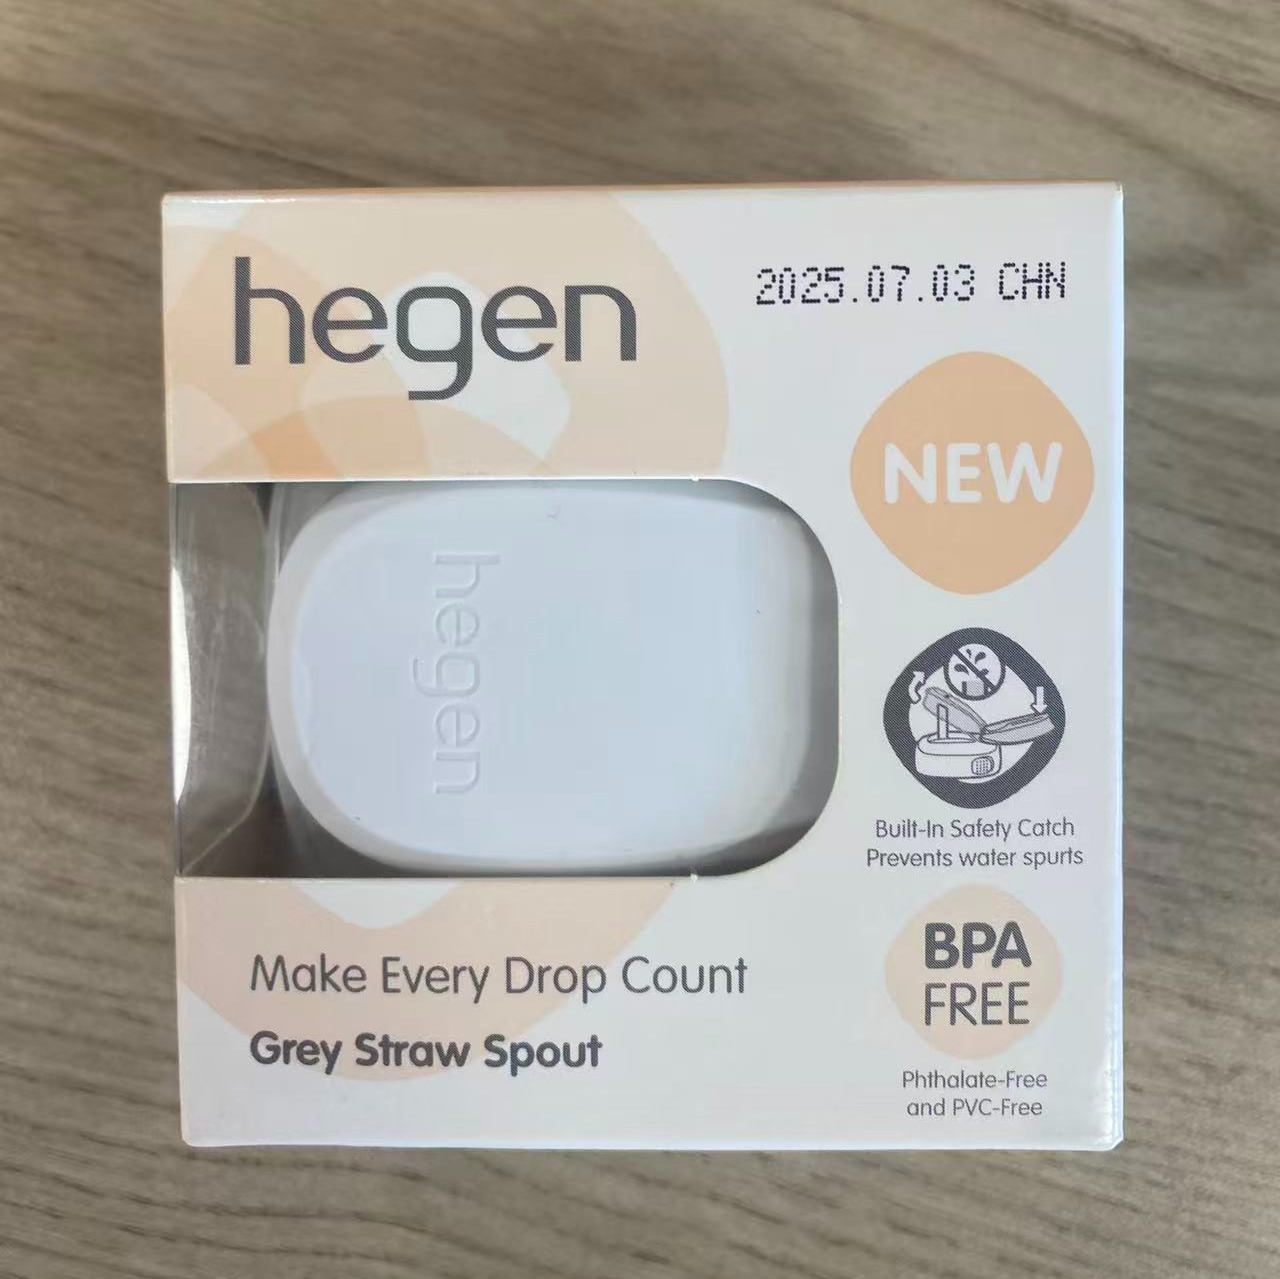 hegen
2025.07.03 CHN
NEW
hegen
Built-In Safety Catch
Prevents water spurts
BPA
FREE
Phthalate-Free
and PVC-Free
Make Every Drop Count
Grey Straw Spout